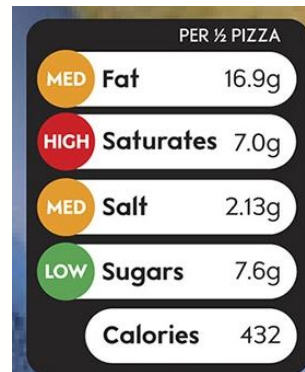 PER ½ PIZZA
MED Fat 16.9g
HIGH Saturates 7.0g
MED Salt 2.13g
LOW Sugars 7.6g
Calories 432